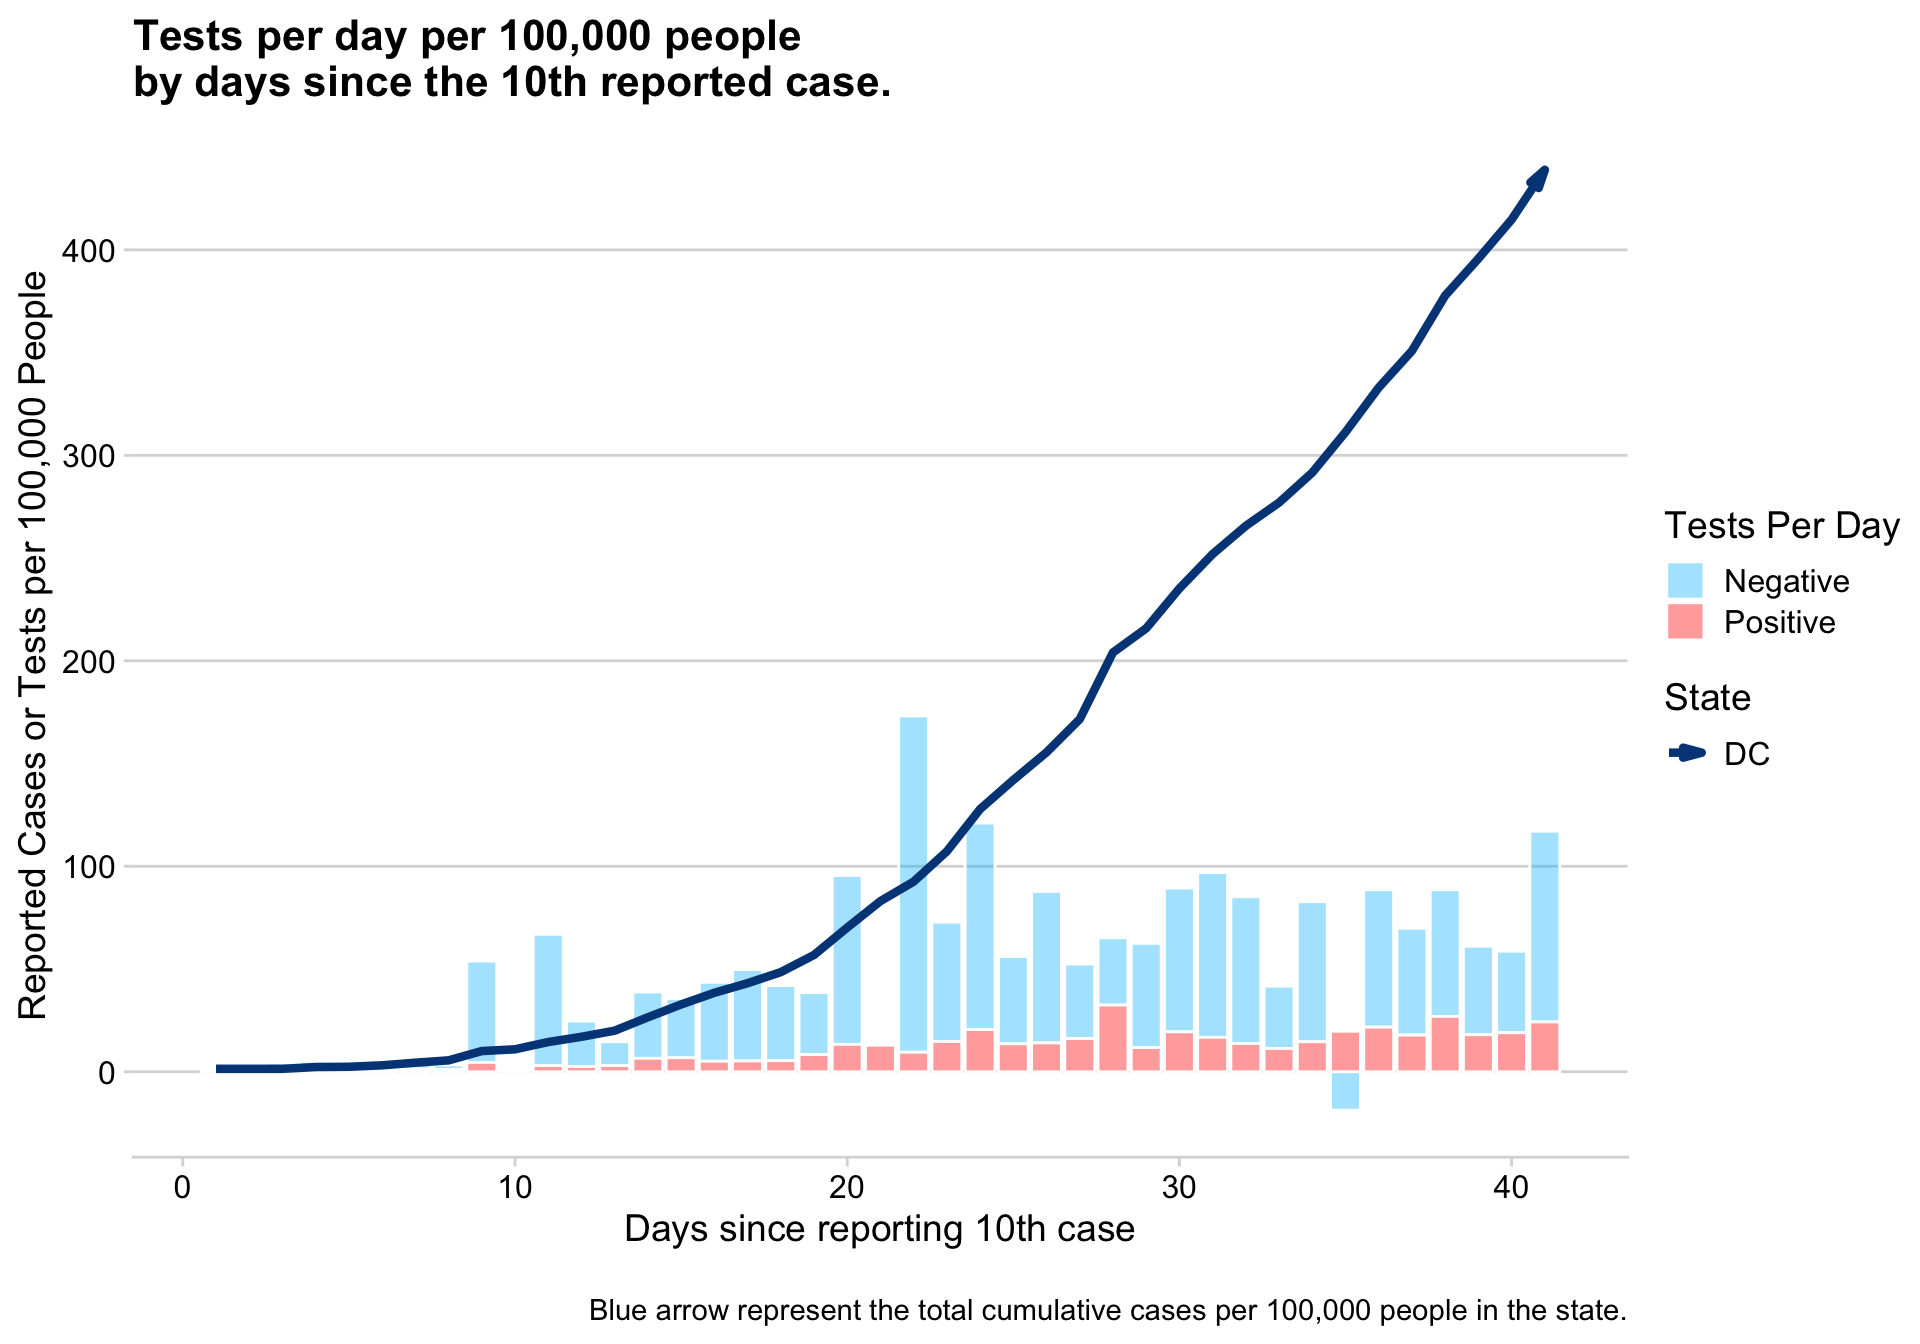 Tests per day per 100,000 people
by days since the 10th reported case.
Reported Cases or Tests per 100,000 People
400
300
200
100
0
0
10
20
30
40
Days since reporting 10th case
Tests Per Day
Negative
Positive
State
DC
Blue arrow represent the total cumulative cases per 100,000 people in the state.